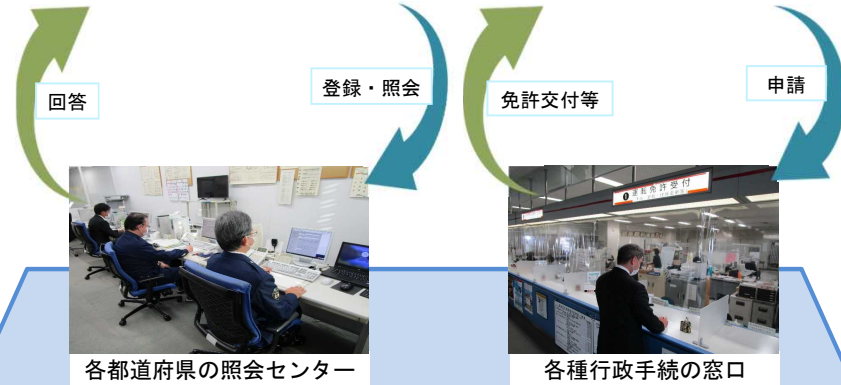 回答
登録・照会
免許交付等
申請
運転免許受付
各都道府県の照会センター
各種行政手続の窓口